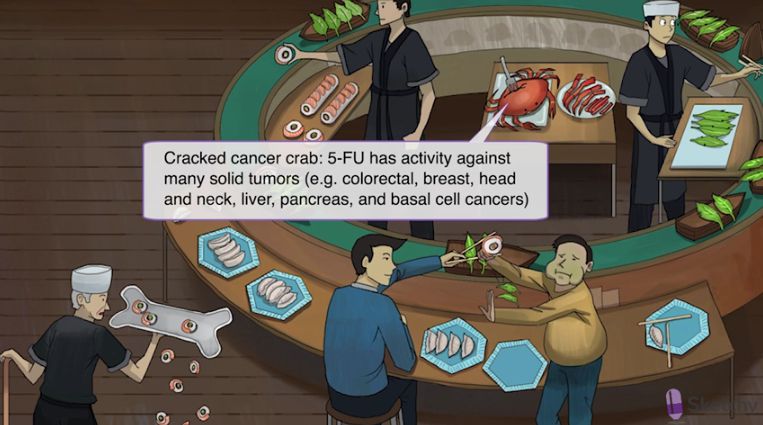 Cracked cancer crab: 5-FU has activity against
many solid tumors (e.g. colorectal, breast, head
and neck, liver, pancreas, and basal cell cancers)
Sketchy